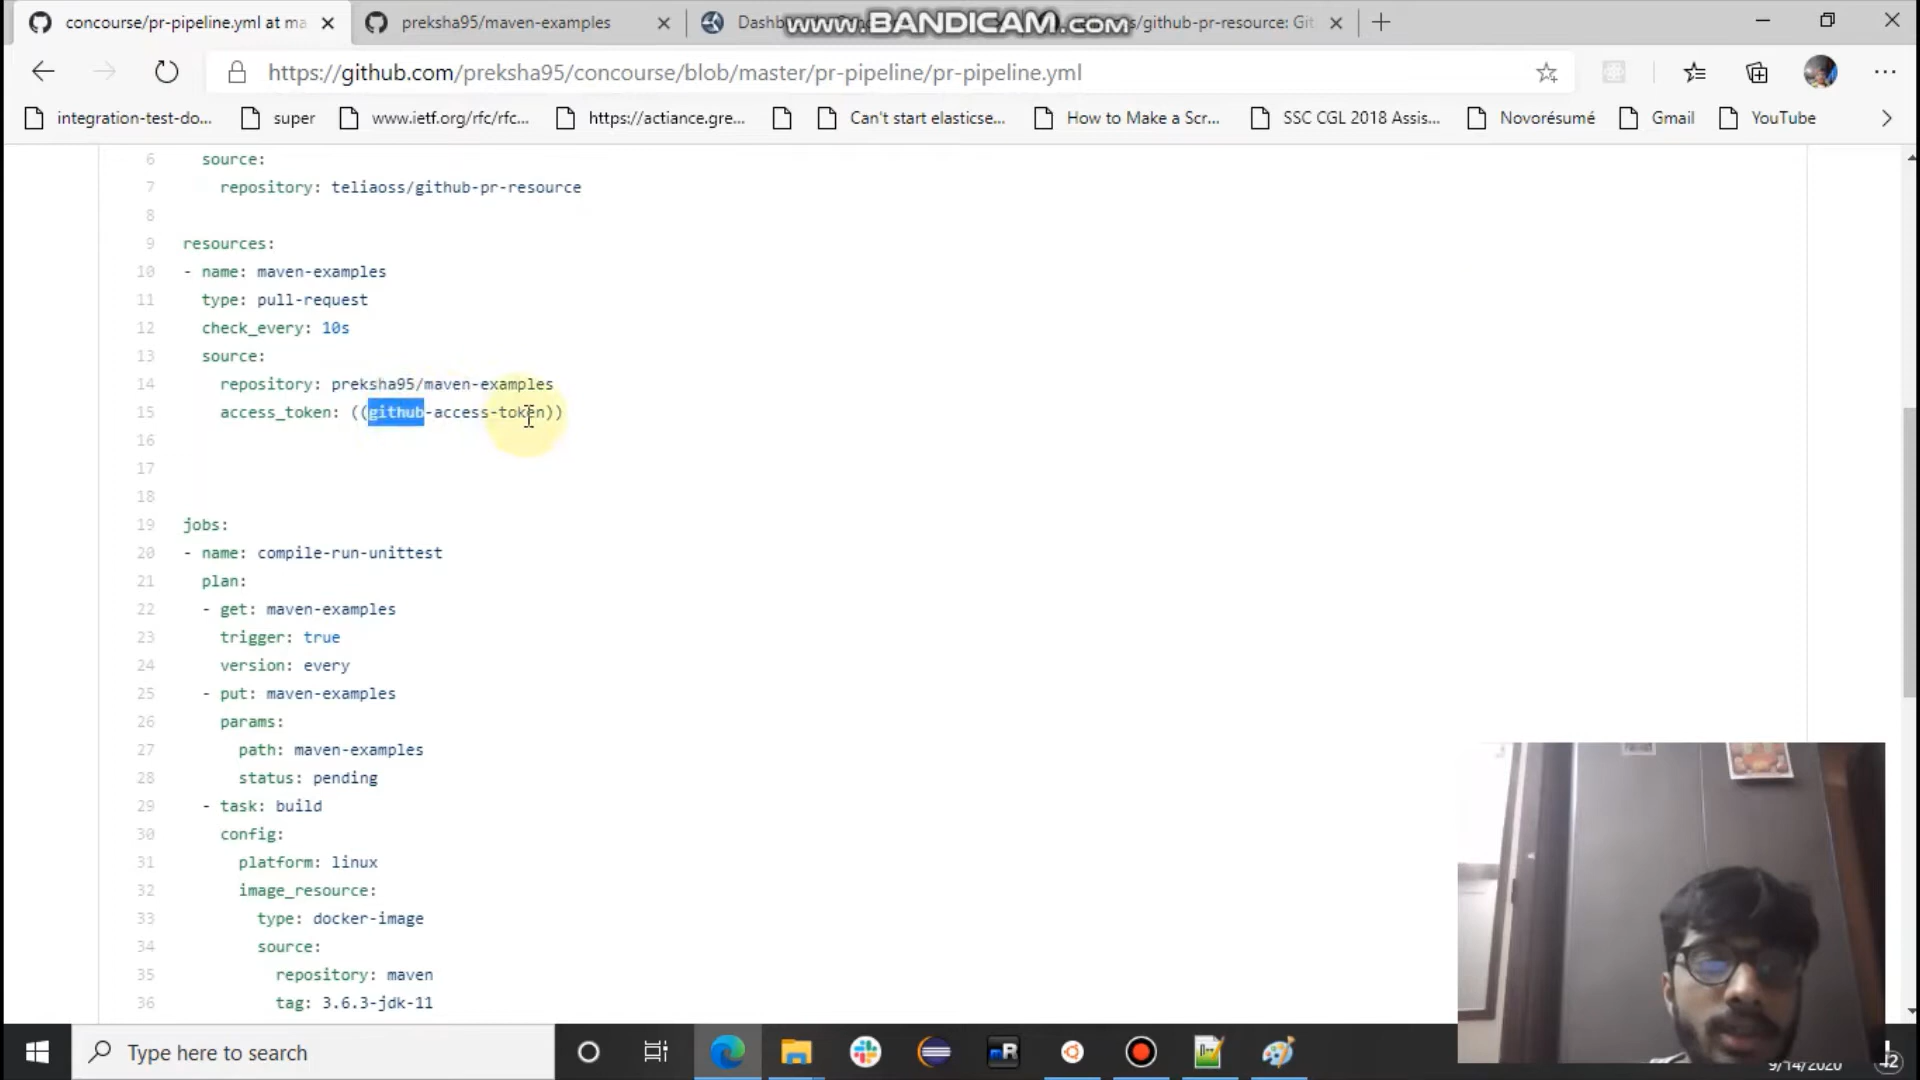 concourse/pr-pipeline.yml at ma
preksha95/maven-examples
Dashb
www.BANDICAM.com
s/github-pr-resource: Git
https://github.com/preksha95/concourse/blob/master/pr-pipeline/pr-pipeline.yml
integration-test-do...
super
www.ietf.org/rfc/rfc...
https://actiance.gre...
Can't start elasticse...
How to Make a Scr...
SSC CGL 2018 Assis...
Novorésumé
Gmail
YouTube
6 source:
7 repository: teliaoss/github-pr-resource
8
9 resources:
10 - name: maven-examples
11 type: pull-request
12 check_every: 10s
13 source:
14 repository: preksha95/maven-examples
15 access_token: ((github-access-token))
16
17
18
19 jobs:
20 - name: compile-run-unittest
21 plan:
22 - get: maven-examples
23 trigger: true
24 version: every
25 - put: maven-examples
26 params:
27 path: maven-examples
28 status: pending
29 - task: build
30 config:
31 platform: linux
32 image_resource:
33 type: docker-image
34 source:
35 repository: maven
36 tag: 3.6.3-jdk-11
Type here to search
9/14/2020